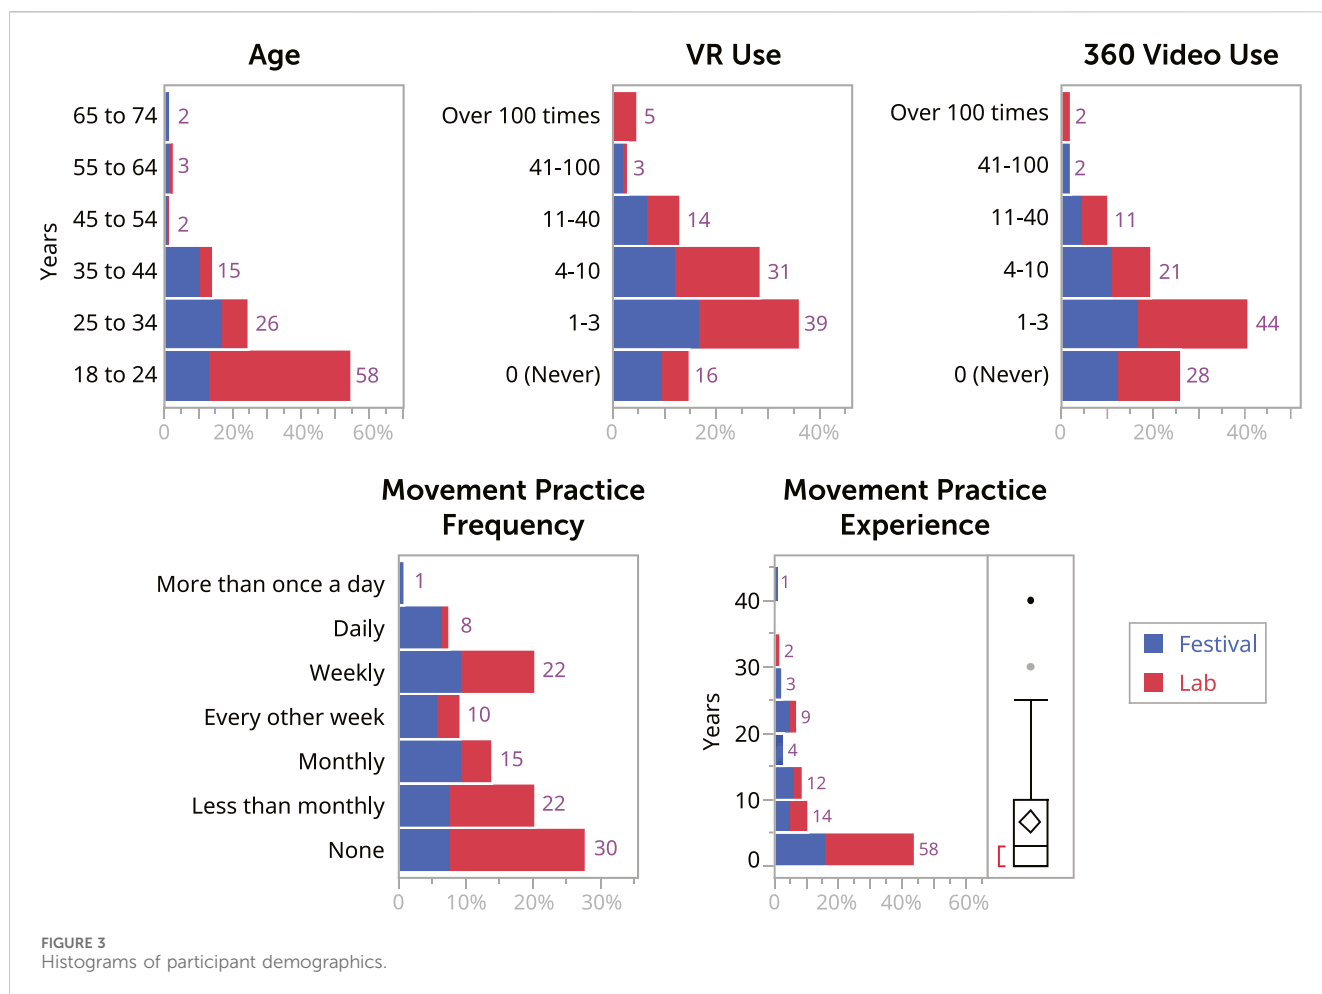 Age
Years
65 to 74 2
55 to 64 3
45 to 54 2
35 to 44 15
25 to 34 26
18 to 24 58
0 20% 40% 60%
VR Use
Over 100 times 5
41-100 3
11-40 14
4-10 31
1-3 39
0 (Never) 16
0 20% 40%
360 Video Use
Over 100 times 2
41-100 2
11-40 11
4-10 21
1-3 44
0 (Never) 28
0 20% 40%
Movement Practice
Frequency
More than once a day 1
Daily 8
Weekly 22
Every other week 10
Monthly 15
Less than monthly 22
None 30
0 10% 20% 30%
Movement Practice
Experience
Years
1
40
2
30
3
9
20
4
12
10
14
58
0
0 20% 40% 60%
Festival
Lab
FIGURE 3
Histograms of participant demographics.